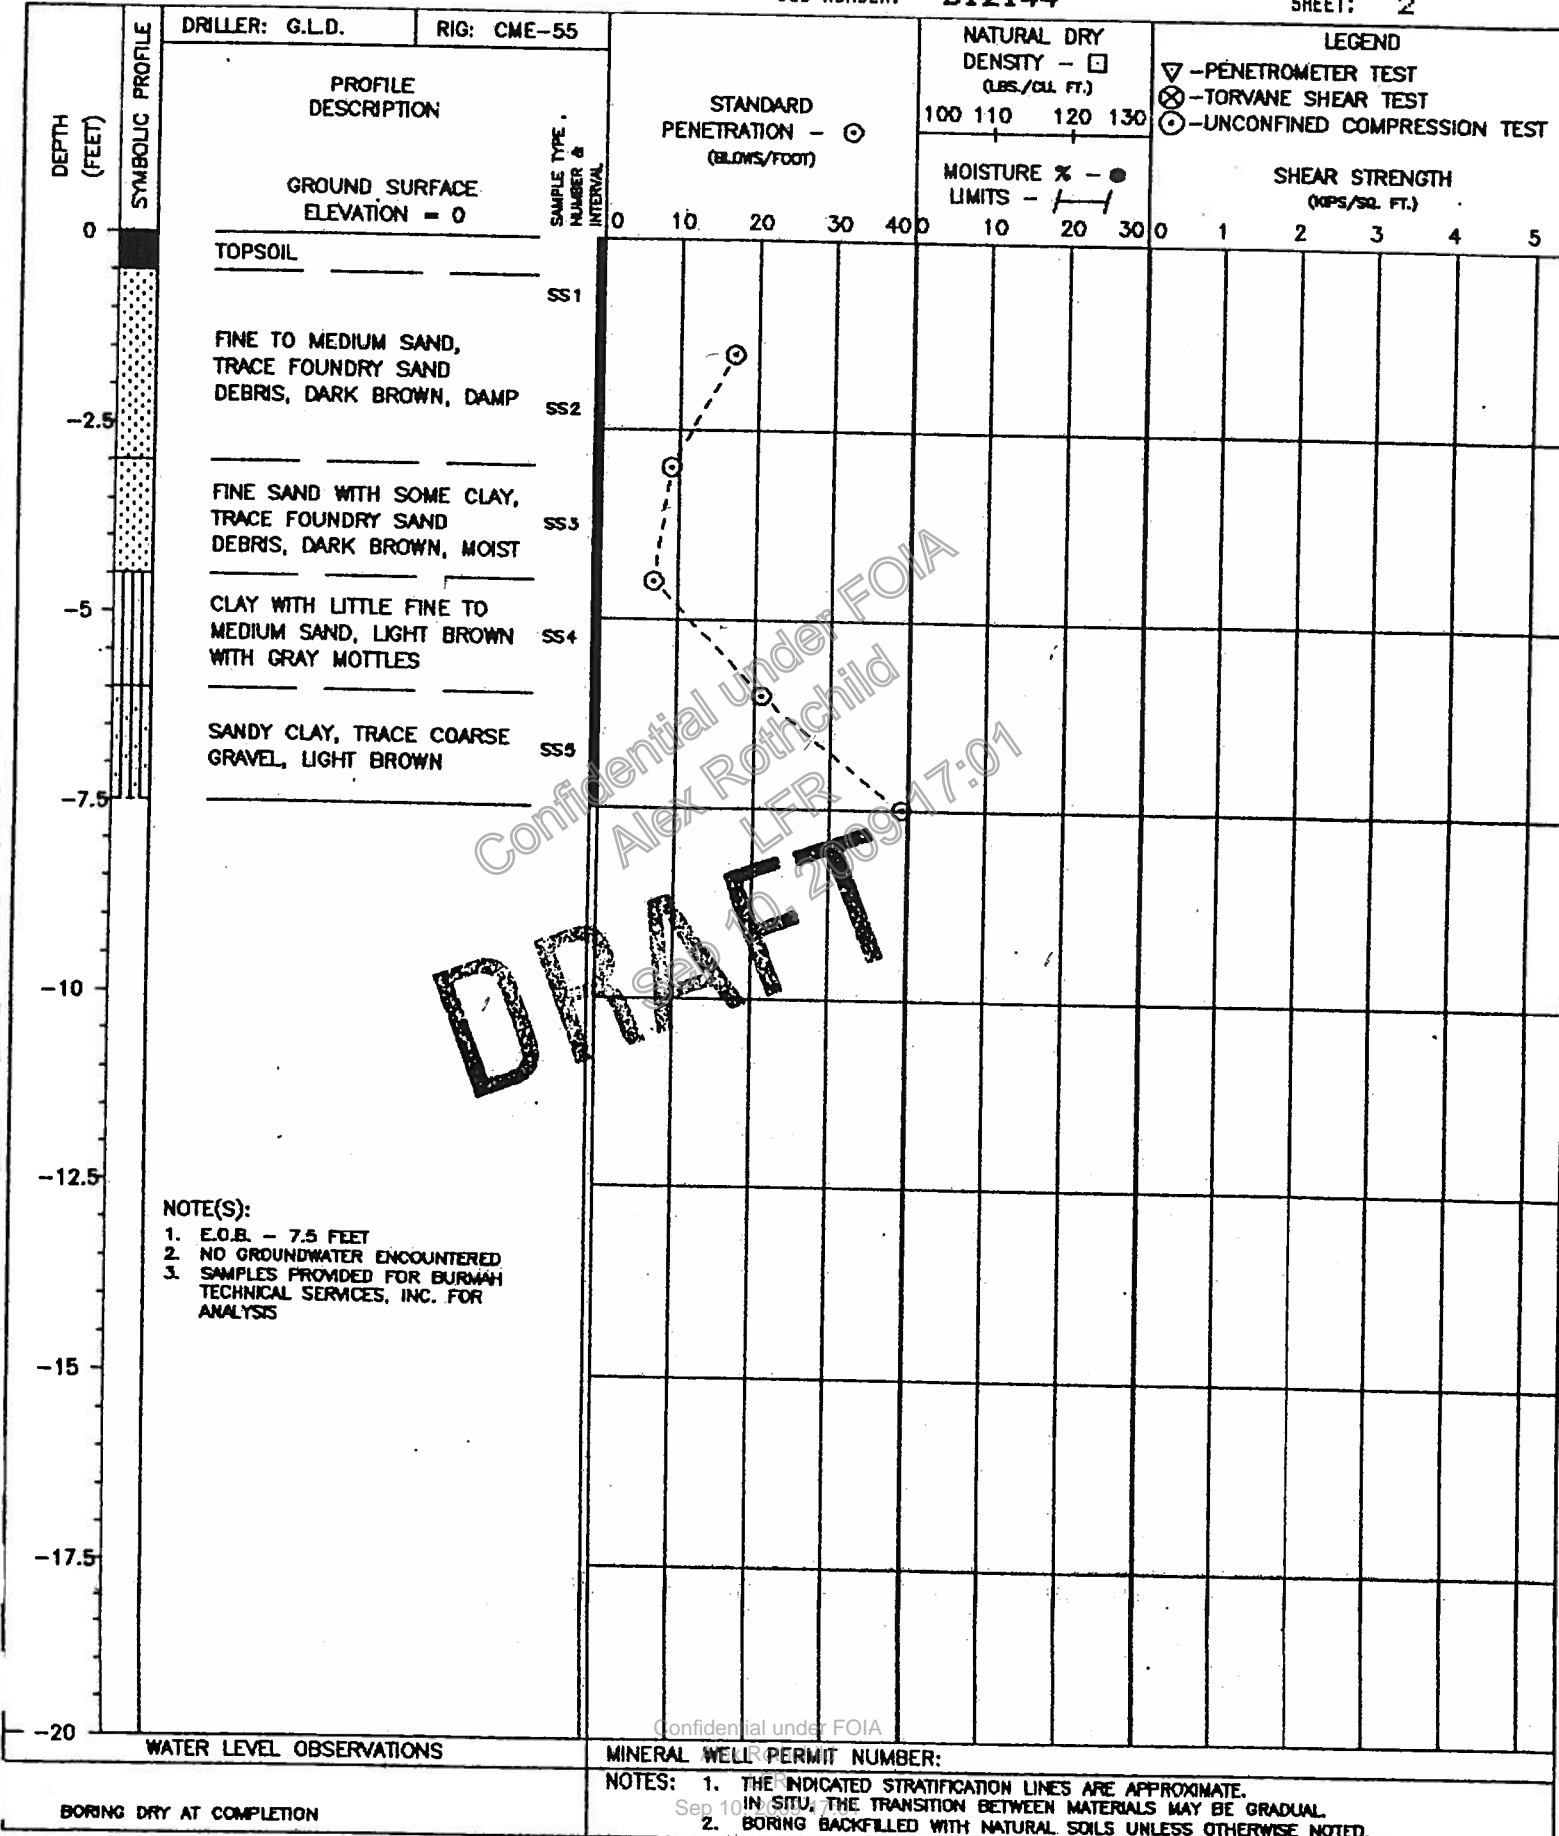 SHEET: 2
DRILLER: G.L.D.
RIG: CME-55
DEPTH
(FEET)
SYMBOLIC PROFILE
PROFILE
DESCRIPTION
GROUND SURFACE
ELEVATION = 0
SAMPLE TYPE,
NUMBER &
INTERVAL
STANDARD
PENETRATION -
(BLOWS/FOOT)
0 10 20 40
NATURAL DRY
DENSITY -
(LBS./CU. FT.)
100 110 120 130
MOISTURE % -
LIMITS -
0 10 20 30
LEGEND
-PENETROMETER TEST
-TORVANE SHEAR TEST
-UNCONFINED COMPRESSION TEST
SHEAR STRENGTH
(KIPS/SQ. FT.)
0 1 2 3 4 5
0
TOPSOIL
SS1
FINE TO MEDIUM SAND,
TRACE FOUNDRY SAND
DEBRIS, DARK BROWN, DAMP
SS2
-2.5
FINE SAND WITH SOME CLAY,
TRACE FOUNDRY SAND
DEBRIS, DARK BROWN, MOIST
SS3
-5
CLAY WITH LITTLE FINE TO
MEDIUM SAND, LIGHT BROWN
WITH GRAY MOTTLES
SS4
SANDY CLAY, TRACE COARSE
GRAVEL, LIGHT BROWN
SS5
-7.5
Confidential under FOIA
Alex Rothchild
LFR
Sep 10, 2009 17:01
DRAFT
-10
-12.5
NOTE(S):
1. E.O.B. - 7.5 FEET
2. NO GROUNDWATER ENCOUNTERED
3. SAMPLES PROVIDED FOR BURMAH
TECHNICAL SERVICES, INC. FOR
ANALYSIS
-15
-17.5
-20
Confidential under FOIA
WATER LEVEL OBSERVATIONS
BORING DRY AT COMPLETION
MINERAL WELL PERMIT NUMBER:
NOTES: 1. THE INDICATED STRATIFICATION LINES ARE APPROXIMATE.
IN SITU, THE TRANSITION BETWEEN MATERIALS MAY BE GRADUAL.
2. BORING BACKFILLED WITH NATURAL SOILS UNLESS OTHERWISE NOTED.